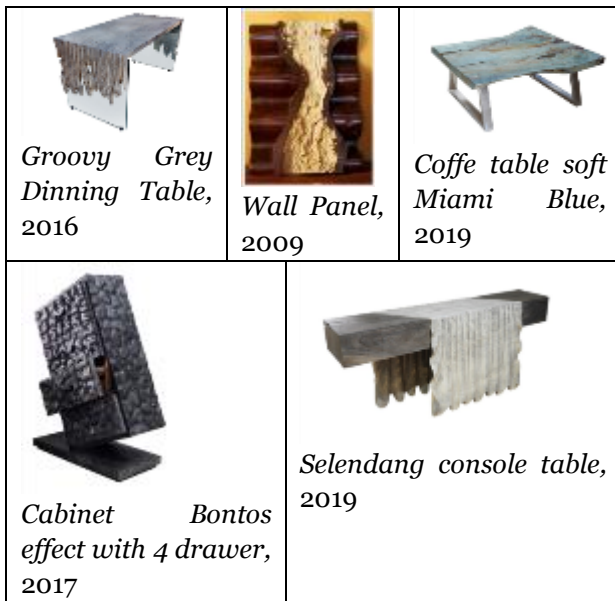 Groovy Grey
Dinning Table,
2016
Wall Panel,
2009
Coffe table soft
Miami Blue,
2019
Cabinet Bontos
effect with 4 drawer,
2017
Selendang console table,
2019